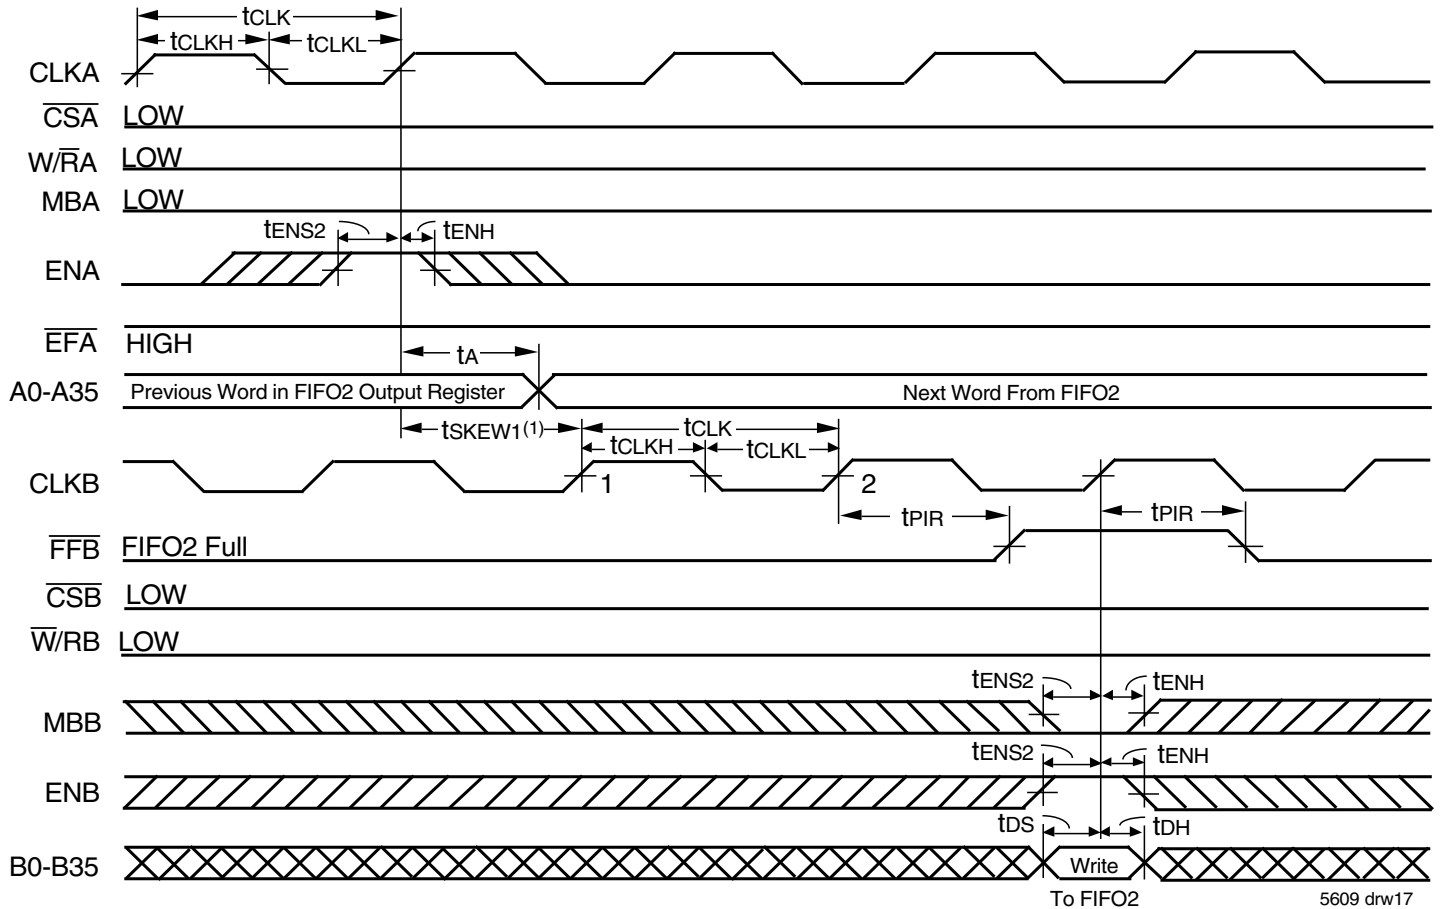 tCLK
tCLKH tCLKL
CLKA
CSA LOW
W/RA LOW
MBA LOW
tENS2 tENH
ENA
EFA HIGH
tA
A0-A35 Previous Word in FIFO2 Output Register Next Word From FIFO2
tSKEW1(1) tCLK
tCLKH tCLKL
CLKB 1 2
tPIR tPIR
FFB FIFO2 Full
CSB LOW
W/RB LOW
tENS2 tENH
MBB
tENS2 tENH
ENB
tDS tDH
B0-B35 Write
To FIFO2 5609 drw17